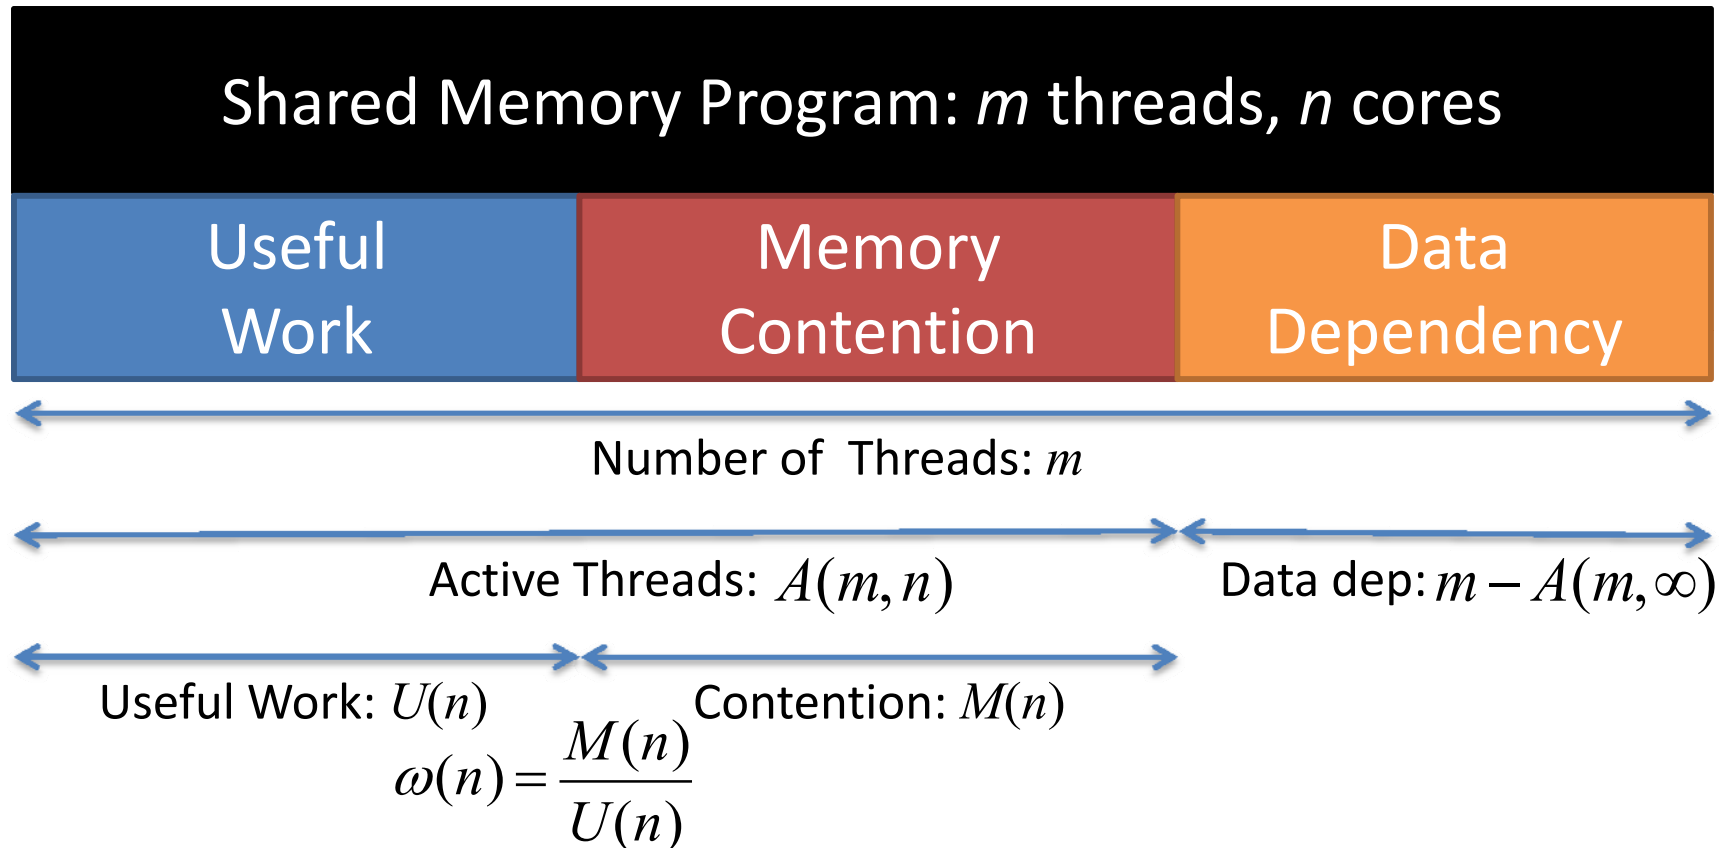 Shared Memory Program: m threads, n cores
Useful
Work
Memory
Contention
Data
Dependency
Number of Threads: m
Active Threads: A(m, n)
Data dep: m − A(m, ∞)
Useful Work: U(n)
Contention: M(n)
ω(n) = M(n) / U(n)